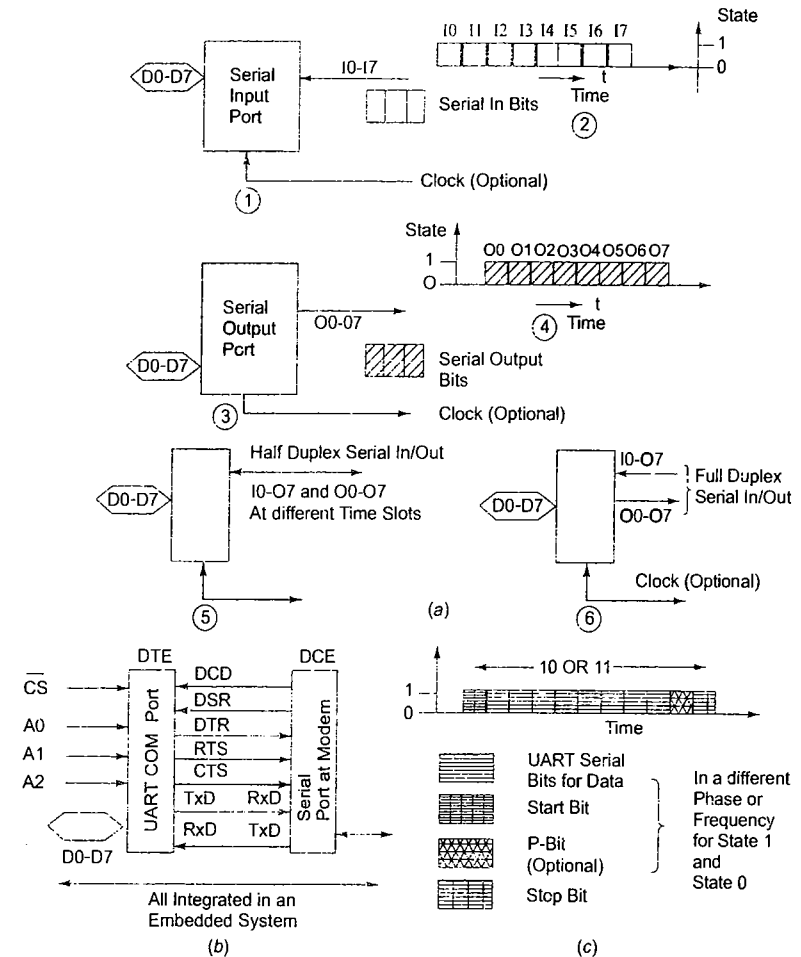 I0 I1 I2 I3 I4 I5 I6 I7
State
1
0
D0-D7
Serial
Input
Port
I0-I7
t
Time
Serial In Bits
2
Clock (Optional)
1
State
1
O
O0 O1 O2 O3 O4 O5 O6 O7
t
Time
4
Serial
Output
Port
O0-07
D0-D7
Serial Output
Bits
3
Clock (Optional)
Half Duplex Serial In/Out
D0-D7
I0-O7 and O0-O7
At different Time Slots
5
I0-O7
Full Duplex
Serial In/Out
D0-D7
O0-O7
Clock (Optional)
6
(a)
DTE
DCE
CS
A0
A1
A2
D0-D7
UART COM Port
DCD
DSR
DTR
RTS
CTS
TxD RxD
RxD TxD
Serial
Port at Modem
All Integrated in an
Embedded System
(b)
10 OR 11
1
0
Time
UART Serial
Bits for Data
Start Bit
P-Bit
(Optional)
Stop Bit
In a different
Phase or
Frequency
for State 1
and
State 0
(c)